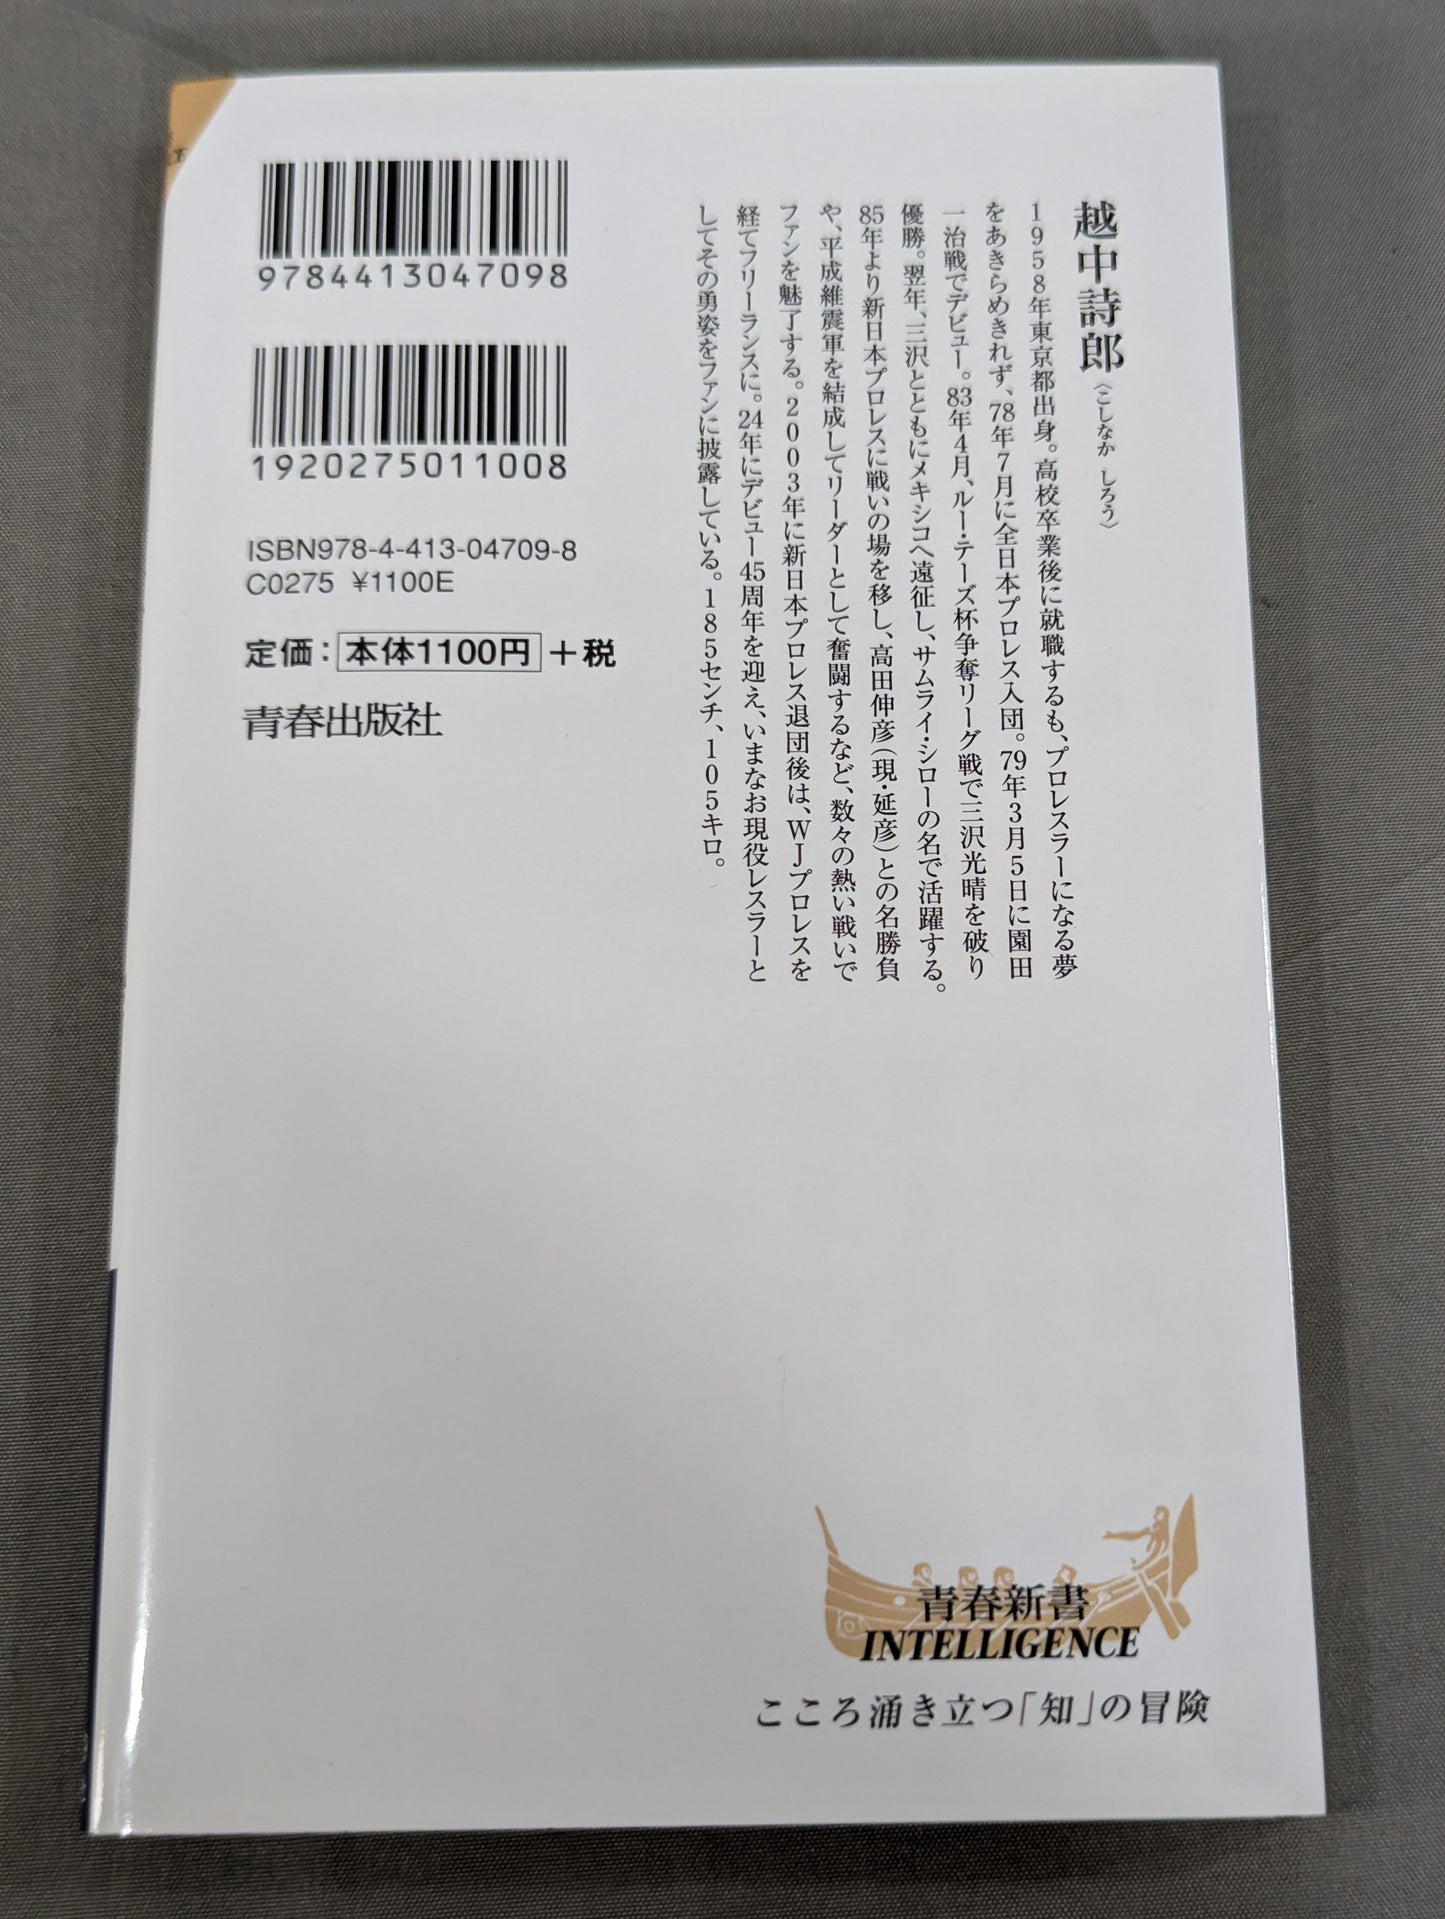 越中詩郎〈こしなか しろう〉
1958年東京都出身。高校卒業後に就職するも、プロレスラーになる夢
をあきらめきれず、78年7月に全日本プロレス入団。79年3月5日に園田
一治戦でデビュー。83年4月、ルー・テーズ杯争奪リーグ戦で三沢光晴を破り
優勝。翌年、三沢とともにメキシコへ遠征し、サムライ・シローの名で活躍する。
85年より新日本プロレスに戦いの場を移し、高田伸彦(現・延彦)との名勝負
や、平成維震軍を結成してリーダーとして奮闘するなど、数々の熱い戦いで
ファンを魅了する。2003年に新日本プロレス退団後は、WJプロレスを
経てフリーランスに。24年にデビュー45周年を迎え、いまなお現役レスラーと
してその勇姿をファンに披露している。185センチ、105キロ。
9784413047098
1920275011008
ISBN978-4-413-04709-8
C0275 ¥1100E
定価:本体1100円+税
青春出版社
青春新書
INTELLIGENCE
こころ涌き立つ「知」の冒険